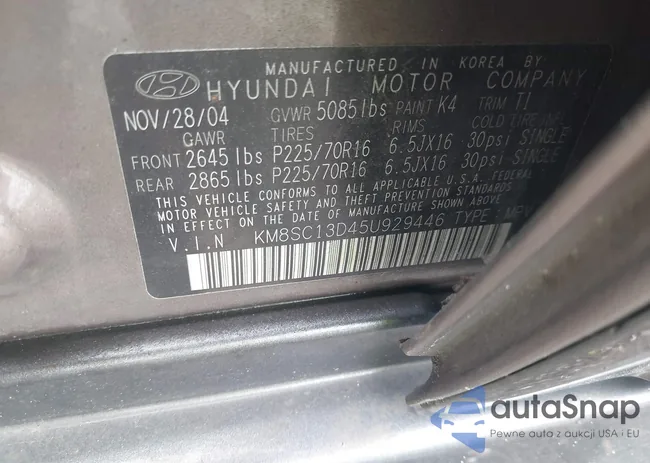 MANUFACTURED IN KOREA BY
HYUNDAI MOTOR COMPANY
NOV/28/04 GVWR 5085lbs PAINT K4 TRIM TI
GAWR TIRES RIMS COLD TIRE INFL
FRONT 2645lbs P225/70R16 6.5JX16 30psi SINGLE
REAR 2865lbs P225/70R16 6.5JX16 30psi SINGLE
THIS VEHICLE CONFORMS TO ALL APPLICABLE U.S.A. FEDERAL
MOTOR VEHICLE SAFETY AND THEFT PREVENTION STANDARDS
IN EFFECT ON THE DATE OF MANUFACTURE SHOWN ABOVE.
V.I.N KM8SC13D45U929446 TYPE: MPV
autaSnap
Pewne auta z aukcji USA i EU